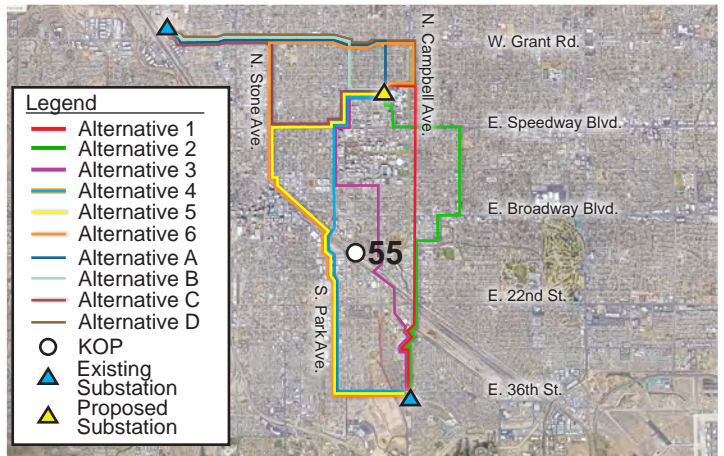 W. Grant Rd.
N. Campbell Ave.
N. Stone Ave.
E. Speedway Blvd.
E. Broadway Blvd.
55
E. 22nd St.
S. Park Ave.
E. 36th St.
Legend
Alternative 1
Alternative 2
Alternative 3
Alternative 4
Alternative 5
Alternative 6
Alternative A
Alternative B
Alternative C
Alternative D
KOP
Existing
Substation
Proposed
Substation